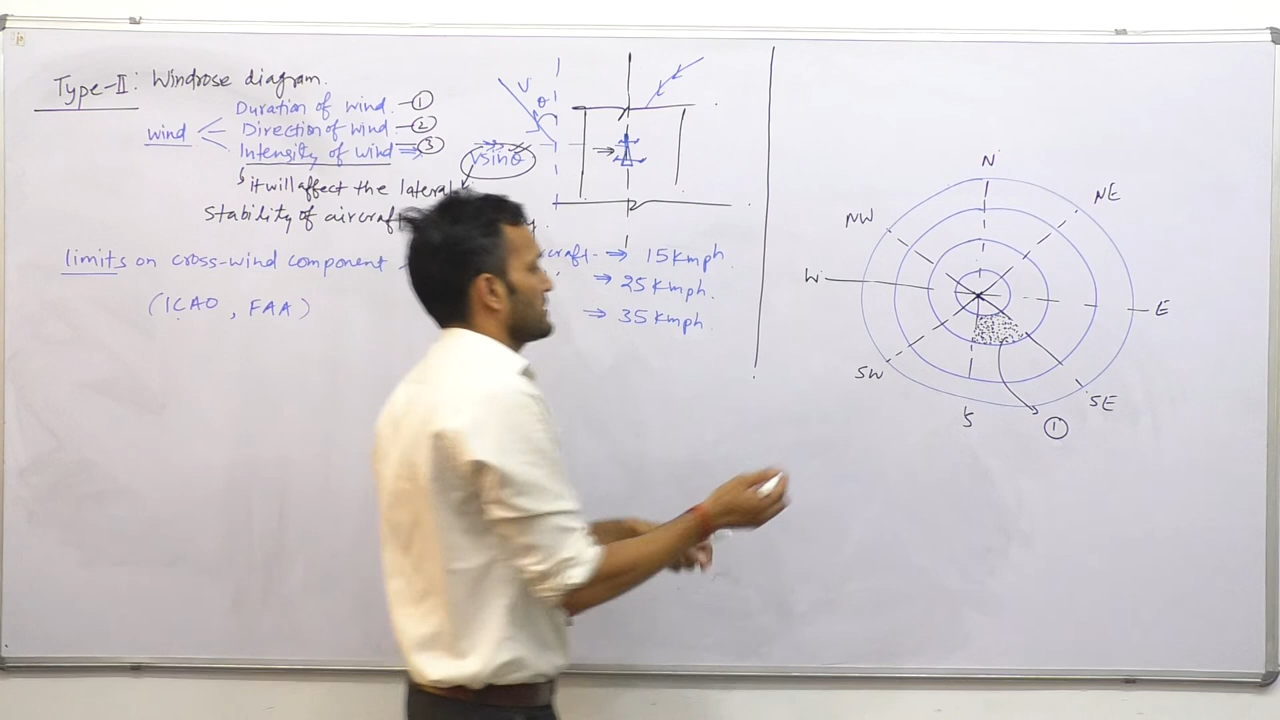 Type-II: Windrose diagram.
Duration of wind. — ①
wind Direction of wind — ②
Intensity of wind ⇒ ③
it will affect the lateral
Stability of aircraft
limits on cross-wind component
(ICAO, FAA)
V
θ
V sinθ
⇒ 15 Kmph.
⇒ 25 Kmph.
⇒ 35 Kmph.
N
NW
NE
W
E
SW
SE
S
①